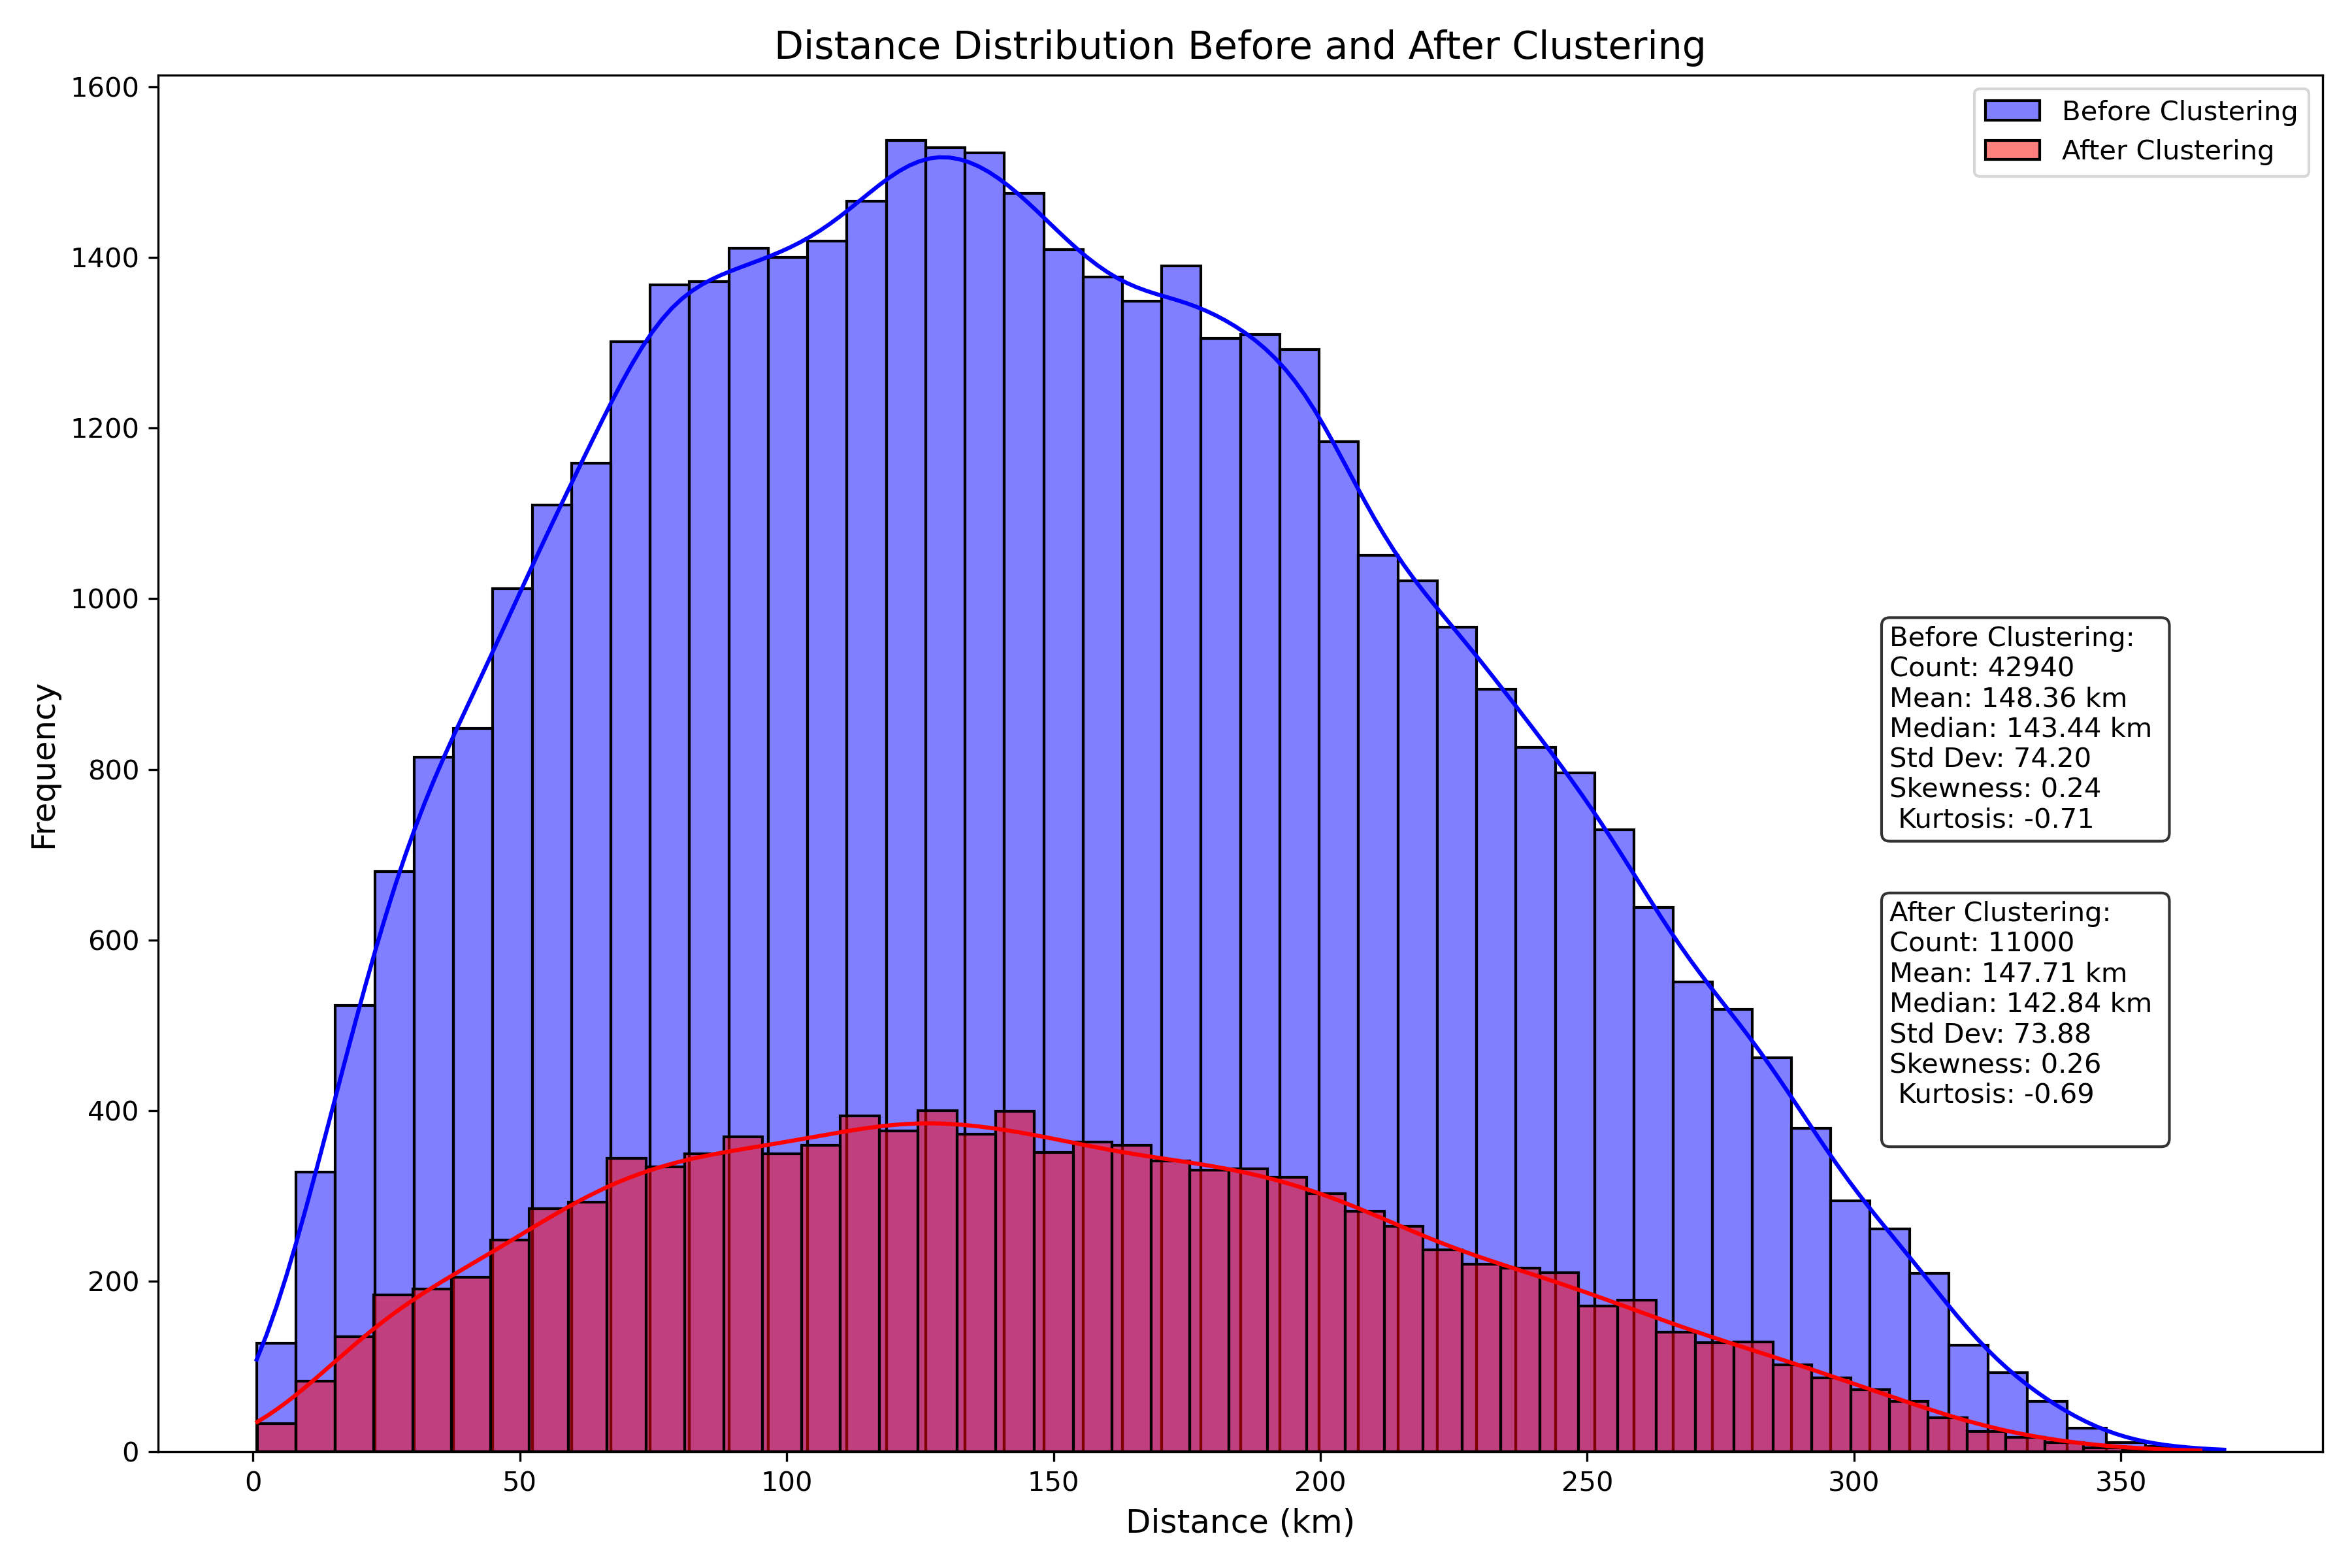 Distance Distribution Before and After Clustering
1600
1400
1200
1000
800
600
400
200
0
Frequency
0 50 100 150 200 250 300 350
Distance (km)
Before Clustering
After Clustering
Before Clustering:
Count: 42940
Mean: 148.36 km
Median: 143.44 km
Std Dev: 74.20
Skewness: 0.24
Kurtosis: -0.71
After Clustering:
Count: 11000
Mean: 147.71 km
Median: 142.84 km
Std Dev: 73.88
Skewness: 0.26
Kurtosis: -0.69